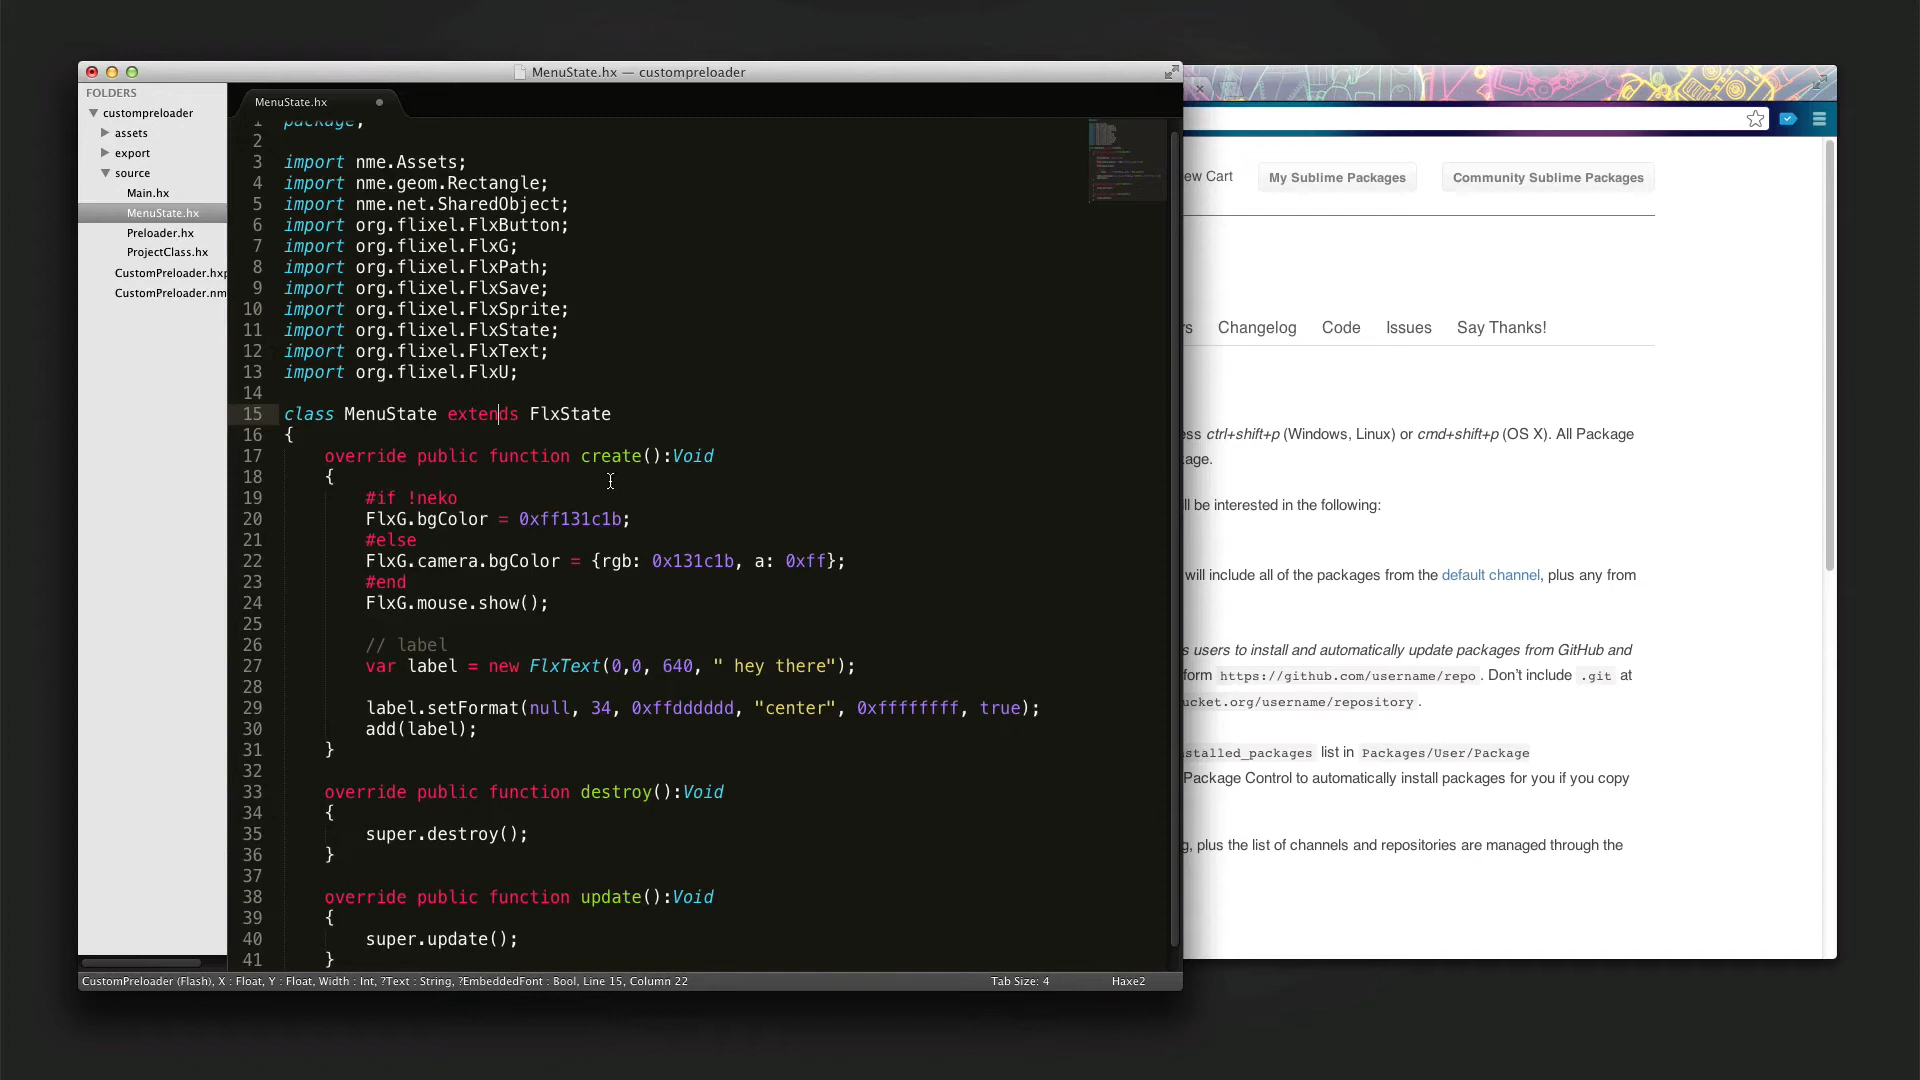 MenuState.hx — custompreloader
FOLDERS
custompreloader
assets
export
source
Main.hx
MenuState.hx
Preloader.hx
ProjectClass.hx
CustomPreloader.hxp
CustomPreloader.nm
MenuState.hx
1 package;
2
3 import nme.Assets;
4 import nme.geom.Rectangle;
5 import nme.net.SharedObject;
6 import org.flixel.FlxButton;
7 import org.flixel.FlxG;
8 import org.flixel.FlxPath;
9 import org.flixel.FlxSave;
10 import org.flixel.FlxSprite;
11 import org.flixel.FlxState;
12 import org.flixel.FlxText;
13 import org.flixel.FlxU;
14
15 class MenuState extends FlxState
16 {
17 override public function create():Void
18 {
19 #if !neko
20 FlxG.bgColor = 0xff131c1b;
21 #else
22 FlxG.camera.bgColor = {rgb: 0x131c1b, a: 0xff};
23 #end
24 FlxG.mouse.show();
25
26 // label
27 var label = new FlxText(0,0, 640, " hey there");
28
29 label.setFormat(null, 34, 0xffdddddd, "center", 0xffffffff, true);
30 add(label);
31 }
32
33 override public function destroy():Void
34 {
35 super.destroy();
36 }
37
38 override public function update():Void
39 {
40 super.update();
41 }
CustomPreloader (Flash), X : Float, Y : Float, Width : Int, ?Text : String, ?EmbeddedFont : Bool, Line 15, Column 22
Tab Size: 4
Haxe2
ew Cart
My Sublime Packages
Community Sublime Packages
rs Changelog Code Issues Say Thanks!
ess ctrl+shift+p (Windows, Linux) or cmd+shift+p (OS X). All Package
kage.
ll be interested in the following:
will include all of the packages from the default channel, plus any from
s users to install and automatically update packages from GitHub and
form https://github.com/username/repo. Don't include .git at
ucket.org/username/repository.
nstalled_packages list in Packages/User/Package
Package Control to automatically install packages for you if you copy
g, plus the list of channels and repositories are managed through the